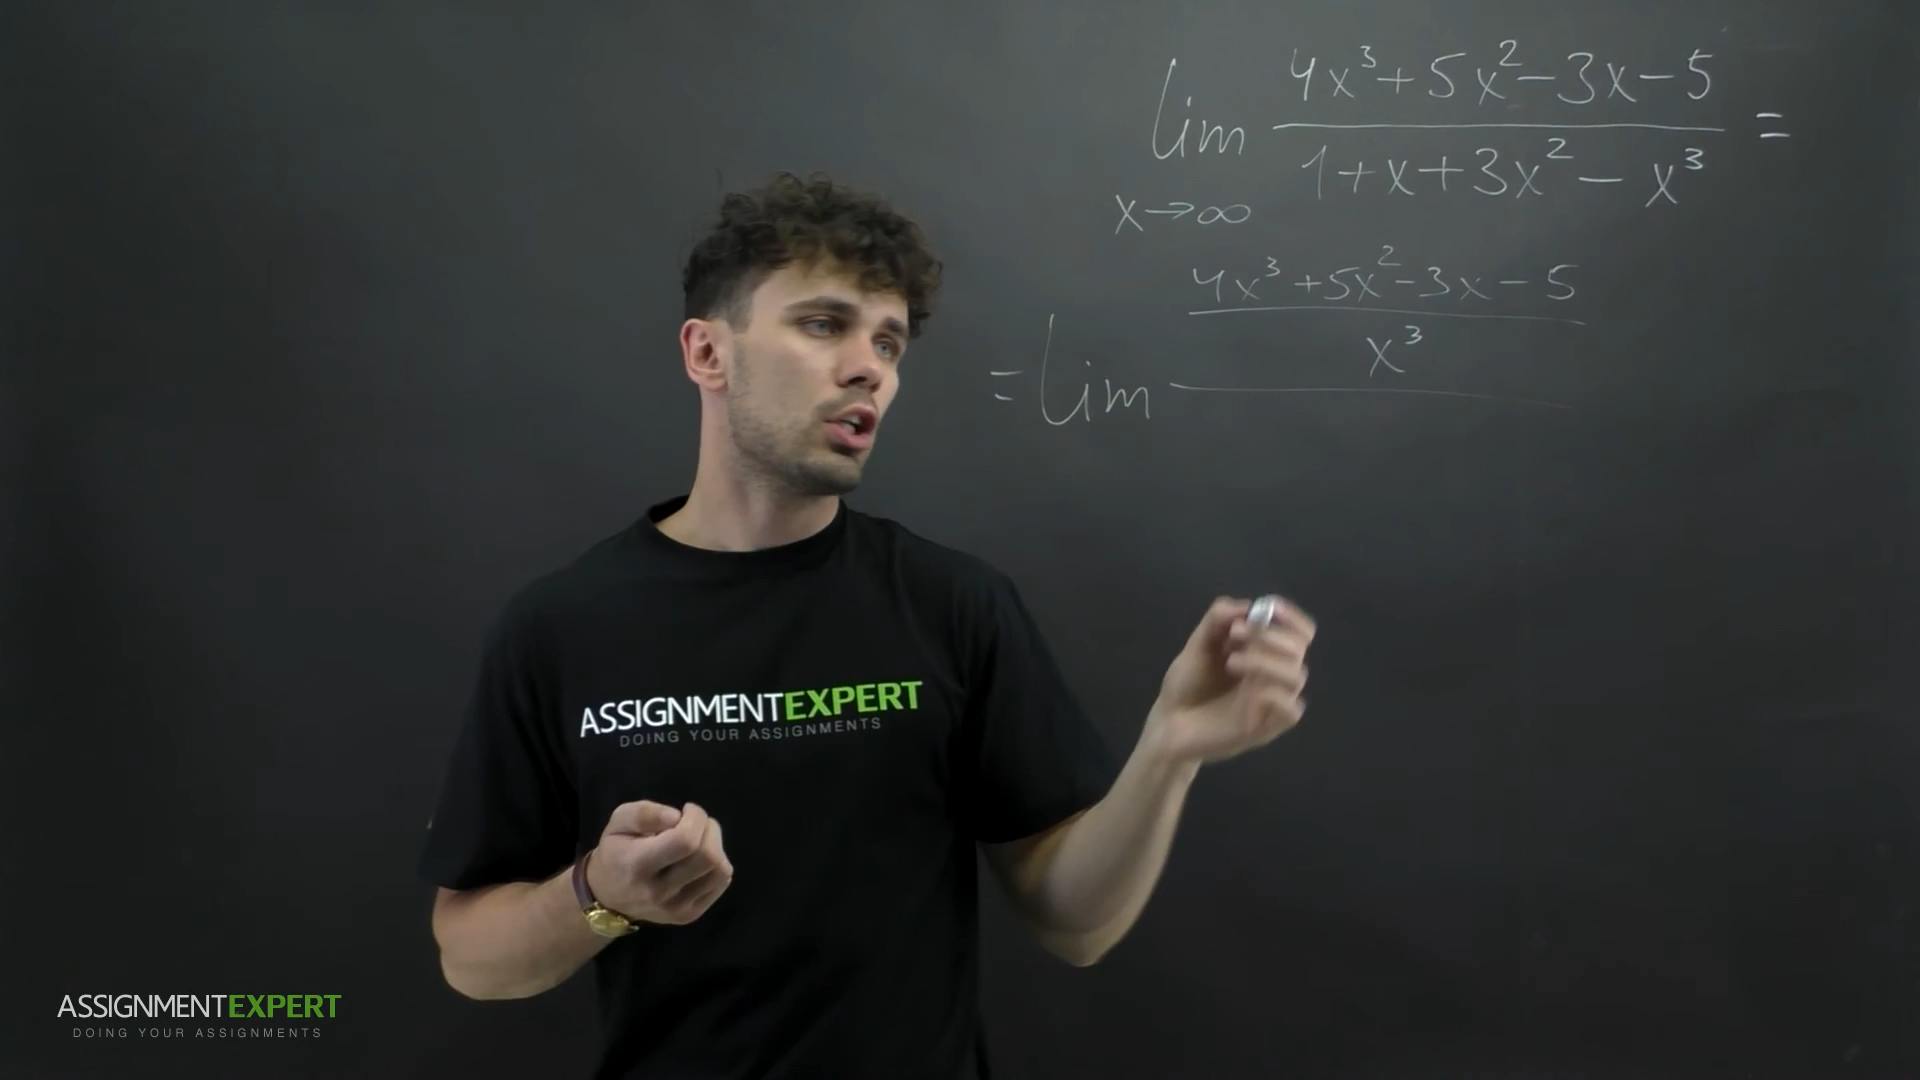 lim 4x³+5x²-3x-5 / 1+x+3x²-x³ =
x→∞
= lim 4x³+5x²-3x-5 / x³
ASSIGNMENTEXPERT
DOING YOUR ASSIGNMENTS
ASSIGNMENTEXPERT
DOING YOUR ASSIGNMENTS